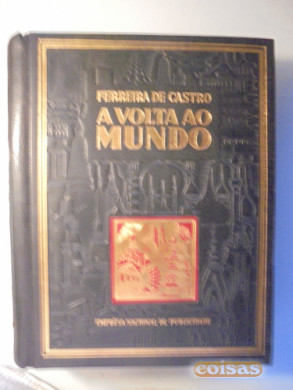 FERREIRA DE CASTRO
A VOLTA AO
MUNDO
EMPRESA NACIONAL DE PUBLICIDADE
coisas